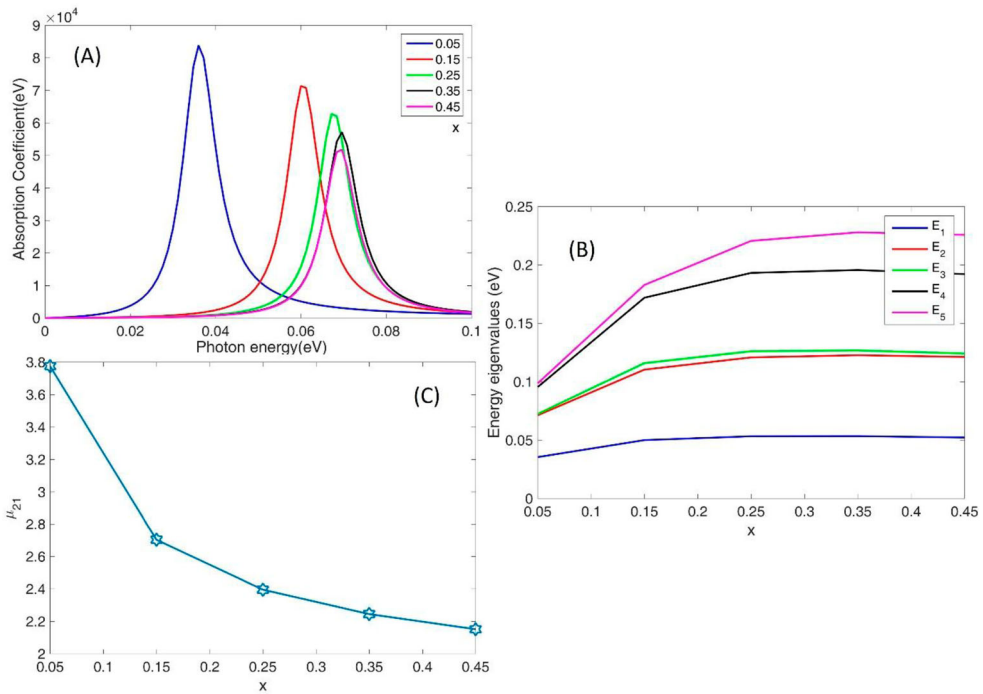 ×10⁴
(A)
9
8
7
6
5
4
3
2
1
0
Absorption Coefficient(eV)
0 0.02 0.04 0.06 0.08 0.1
Photon energy(eV)
0.05
0.15
0.25
0.35
0.45
x
(B)
0.25
0.2
0.15
0.1
0.05
0
Energy eigenvalues (eV)
0.05 0.1 0.15 0.2 0.25 0.3 0.35 0.4 0.45
x
E₁
E₂
E₃
E₄
E₅
(C)
3.8
3.6
3.4
3.2
3
2.8
2.6
2.4
2.2
2
μ₂₁
0.05 0.1 0.15 0.2 0.25 0.3 0.35 0.4 0.45
x